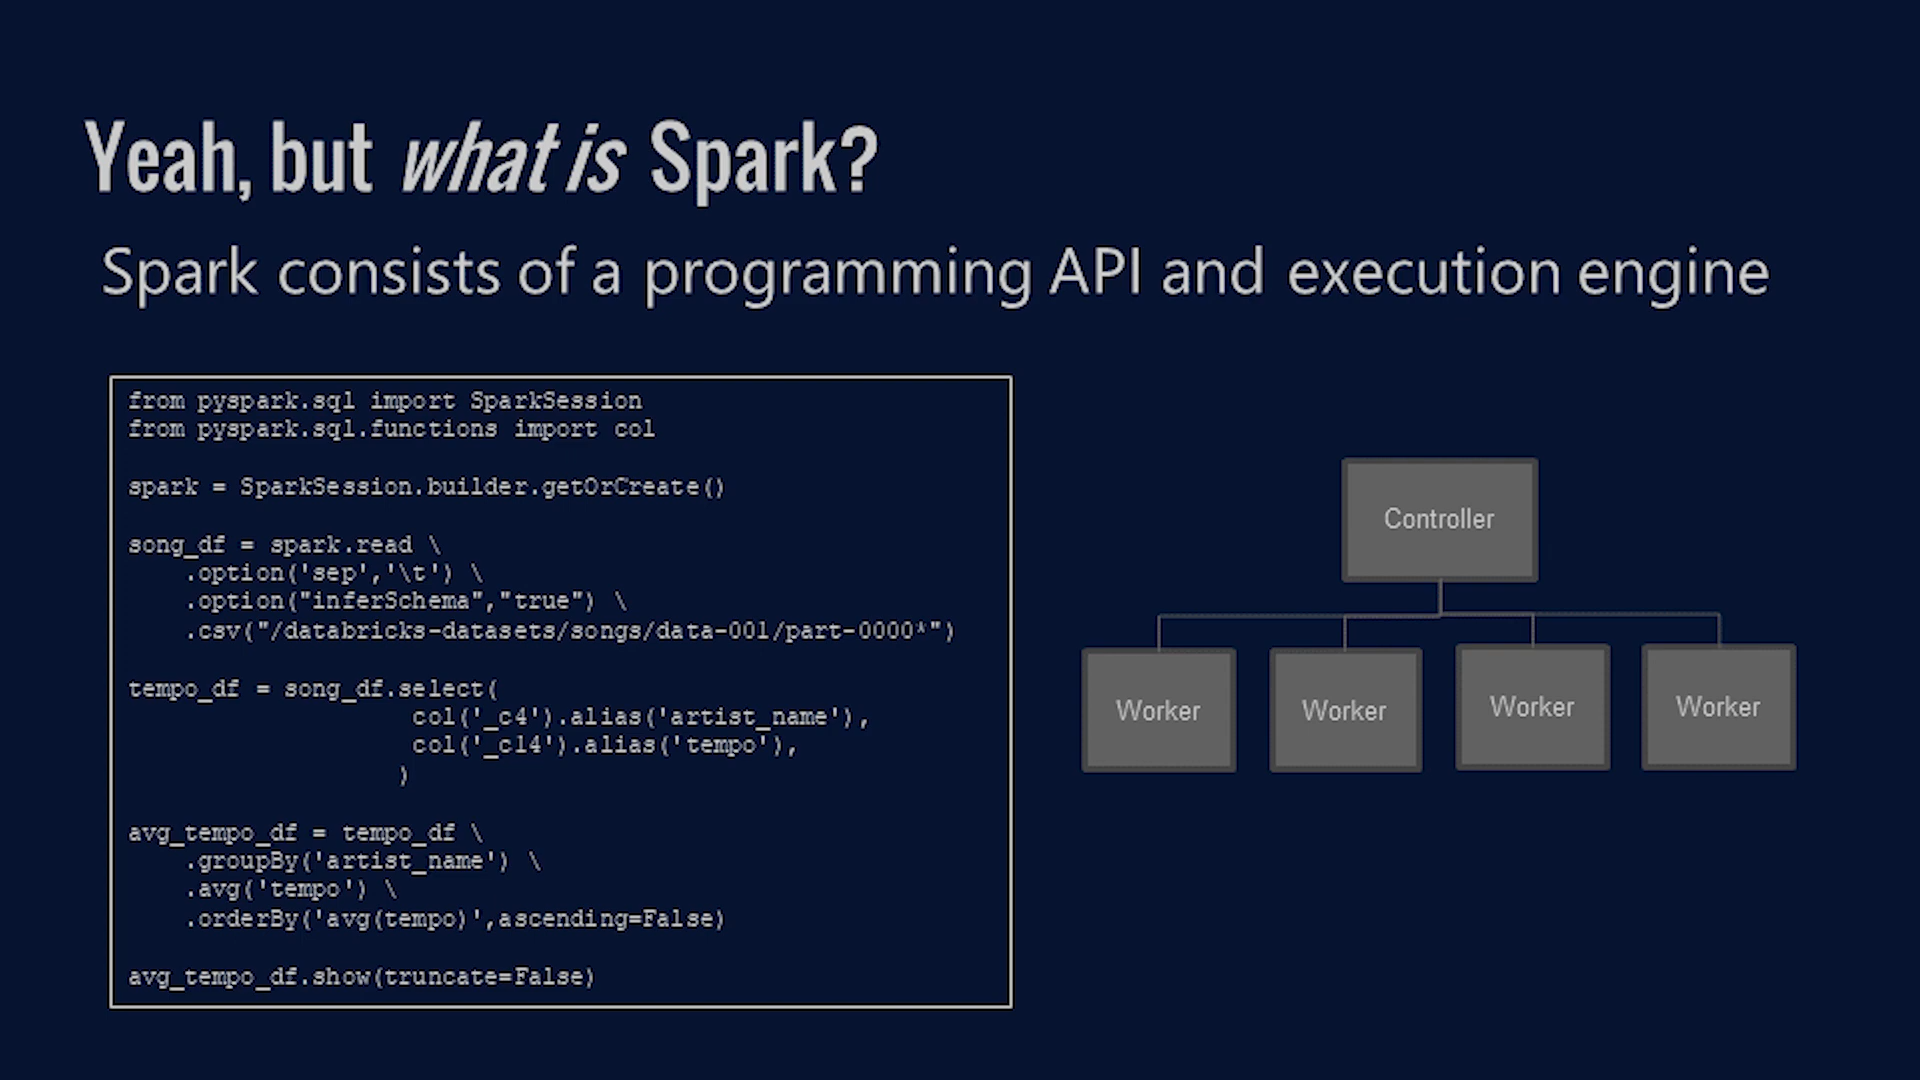 Yeah, but what is Spark?
Spark consists of a programming API and execution engine
from pyspark.sql import SparkSession
from pyspark.sql.functions import col
spark = SparkSession.builder.getOrCreate()
song_df = spark.read \
.option('sep','\t') \
.option("inferSchema","true") \
.csv("/databricks-datasets/songs/data-001/part-0000*")
tempo_df = song_df.select(
col('_c4').alias('artist_name'),
col('_c14').alias('tempo'),
)
avg_tempo_df = tempo_df \
.groupBy('artist_name') \
.avg('tempo') \
.orderBy('avg(tempo)',ascending=False)
avg_tempo_df.show(truncate=False)
Controller
Worker
Worker
Worker
Worker